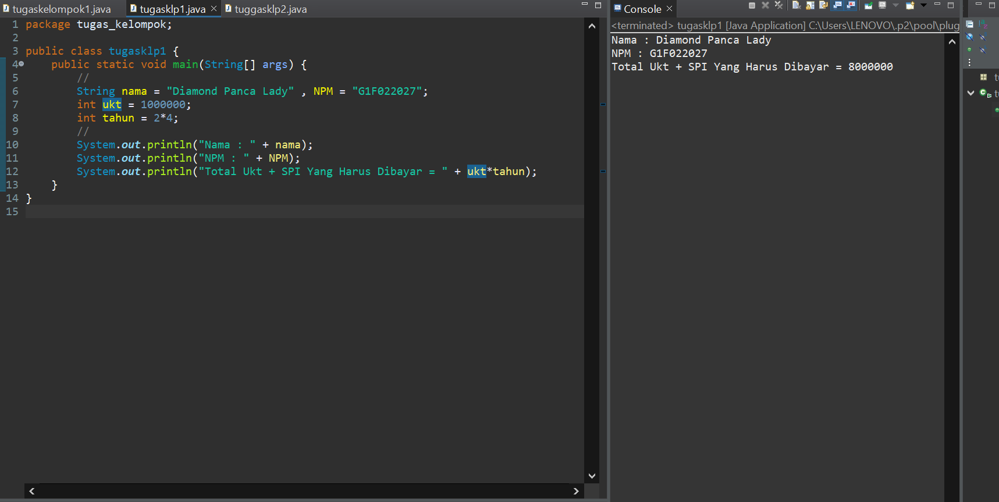 tugaskelompok1.java tugasklp1.java tuggasklp2.java
1 package tugas_kelompok;
2
3 public class tugasklp1 {
4 public static void main(String[] args) {
5 //
6 String nama = "Diamond Panca Lady" , NPM = "G1F022027";
7 int ukt = 1000000;
8 int tahun = 2*4;
9 //
10 System.out.println("Nama : " + nama);
11 System.out.println("NPM : " + NPM);
12 System.out.println("Total Ukt + SPI Yang Harus Dibayar = " + ukt*tahun);
13 }
14 }
15
Console
<terminated> tugasklp1 [Java Application] C:\Users\LENOVO\.p2\pool\plug
Nama : Diamond Panca Lady
NPM : G1F022027
Total Ukt + SPI Yang Harus Dibayar = 8000000